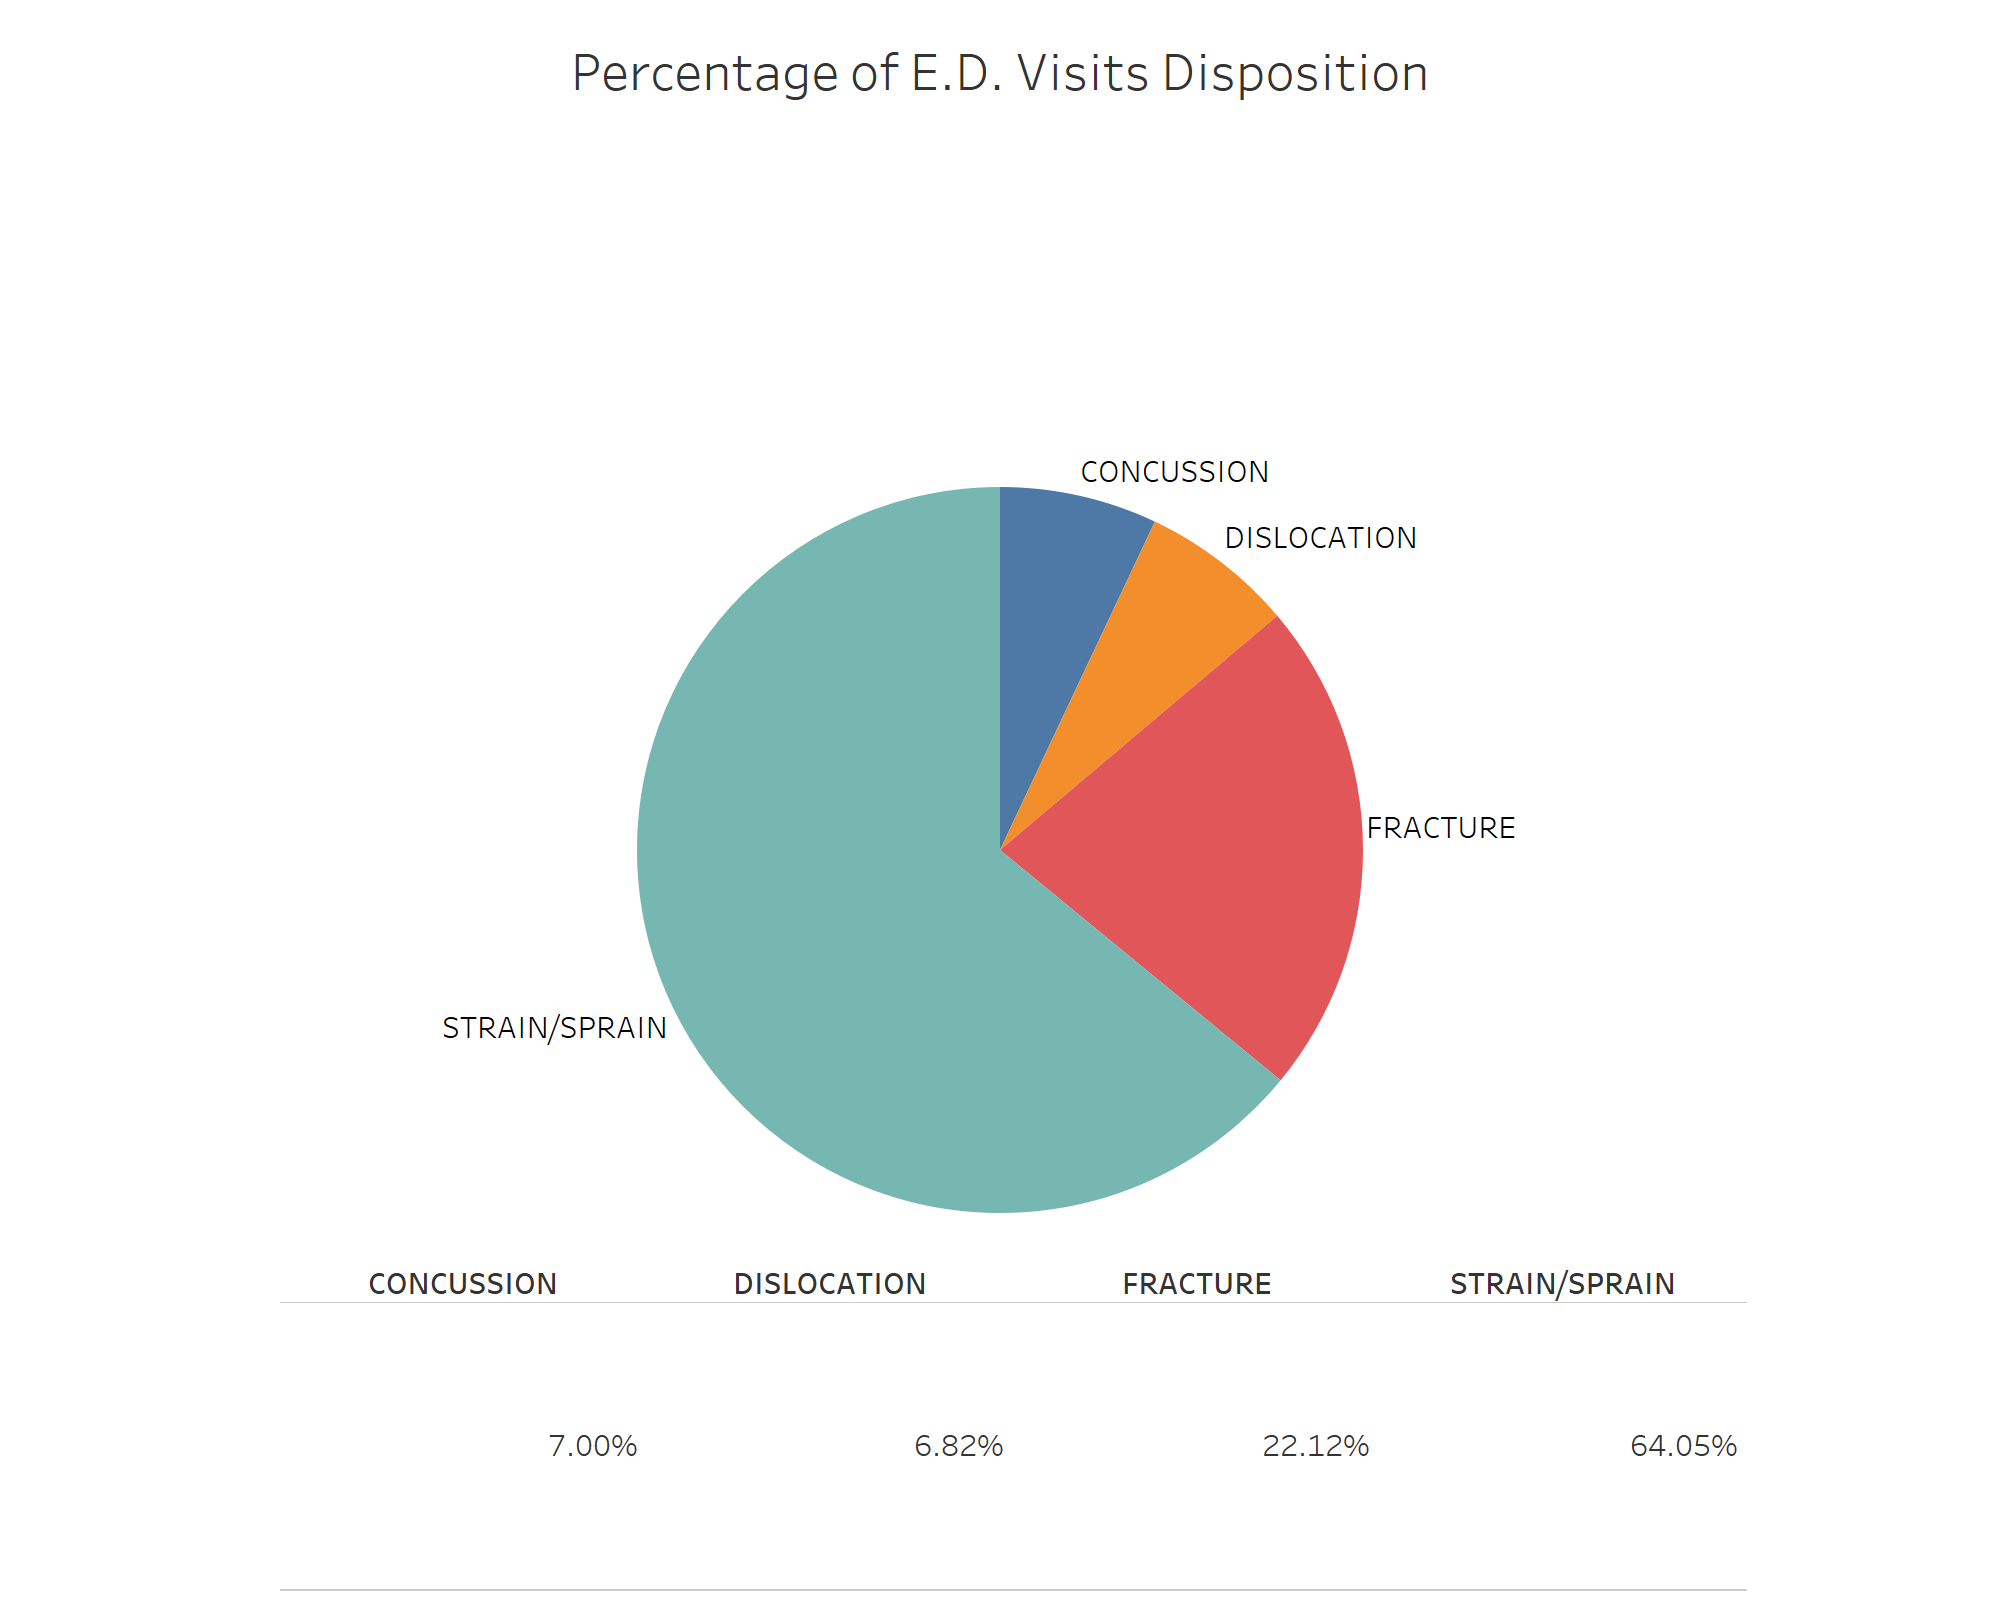 Percentage of E.D. Visits Disposition
CONCUSSION
DISLOCATION
FRACTURE
STRAIN/SPRAIN
CONCUSSION DISLOCATION FRACTURE STRAIN/SPRAIN
7.00% 6.82% 22.12% 64.05%